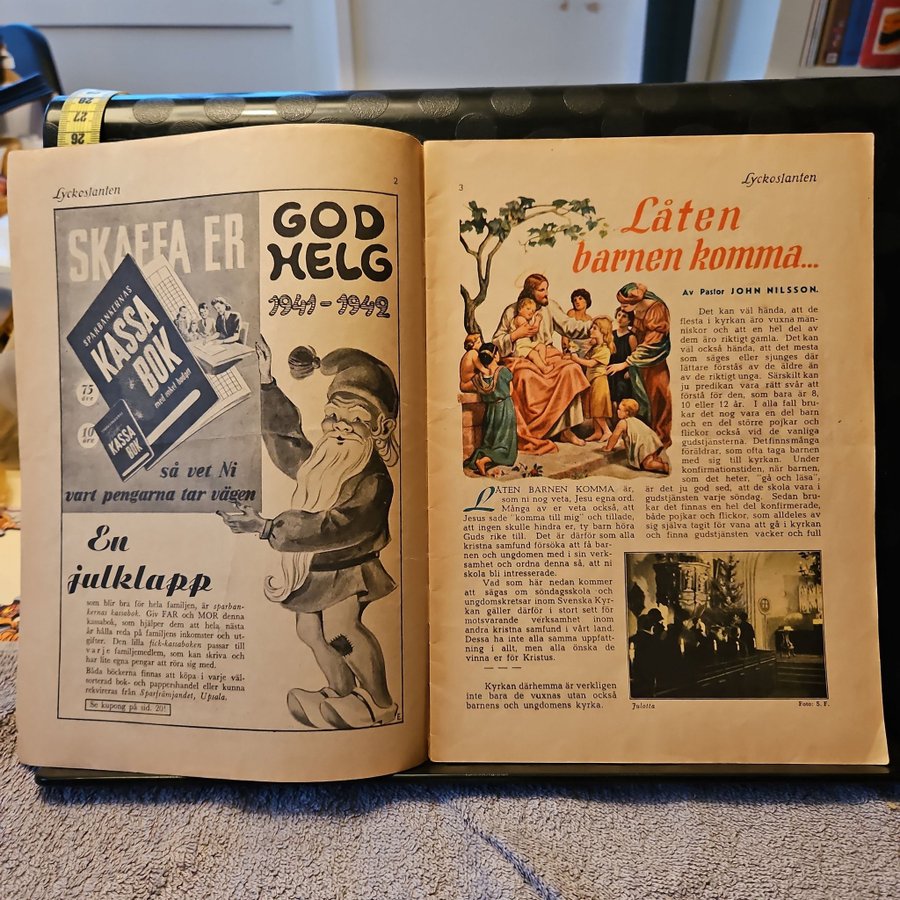 28
27
26
Lyckoslanten
2
SKAFFA ER
SPARBANKERNAS
KASSA
BOK
med enkel budget
75
öre
10
öre
KASSA
BOK
så vet Ni
vart pengarna tar vägen
GOD
HELG
1941-1942
En
julklapp
som blir bra för hela familjen, är sparban-
kernas kassabok. Giv FAR och MOR denna
kassabok, som hjälper dem att hela, nästa
år hålla reda på familjens inkomster och ut-
gifter. Den lilla fick-kassaboken passar till
varje familjemedlem, som kan skriva och
har lite egna pengar att röra sig med.
Båda böckerna finnas att köpa i varje väl-
sorterad bok- och pappershandel eller kunna
rekvireras från Sparfrämjandet, Upsala.
Se kupong på sid. 20!
E.
3
Lyckoslanten
Låten
barnen komma...
Av Pastor JOHN NILSSON.
LÅTEN BARNEN KOMMA är,
som ni nog veta, Jesu egna ord.
Många av er veta också, att
Jesus sade "komma till mig" och tillade,
att ingen skulle hindra er, ty barn höra
Guds rike till. Det är därför som alla
kristna samfund försöka att få bar-
nen och ungdomen med i sin verk-
samhet och ordna denna så, att ni
skola bli intresserade.
Vad som här nedan kommer
att sägas om söndagsskola och
ungdomskretsar inom Svenska Kyr-
kan gäller därför i stort sett för
motsvarande verksamhet inom
andra kristna samfund i vårt land.
Dessa ha inte alla samma uppfatt-
ning i allt, men alla önska de
vinna er för Kristus.
— — —
Kyrkan därhemma är verkligen
inte bara de vuxnas utan också
barnens och ungdomens kyrka.
Det kan väl hända, att de
flesta i kyrkan äro vuxna män-
niskor och att en hel del av
dem äro riktigt gamla. Det kan
väl också hända, att det mesta
som säges eller sjunges där
lättare förstås av de äldre än
av de riktigt unga. Särskilt kan
ju predikan vara rätt svår att
förstå för den, som bara är 8,
10 eller 12 år. I alla fall bru-
kar det nog vara en del barn
och en del större pojkar och
flickor också vid de vanliga
gudstjänsterna. Det finns många
föräldrar, som ofta taga barnen
med sig till kyrkan. Under
konfirmationstiden, när barnen,
som det heter, "gå och läsa",
är det ju god sed, att de skola vara i
gudstjänsten varje söndag. Sedan bru-
kar det finnas en hel del konfirmerade,
både pojkar och flickor, som alldeles av
sig själva tagit för vana att gå i kyrkan
och finna gudstjänsten vacker och full
Julotta
Foto: S. F.